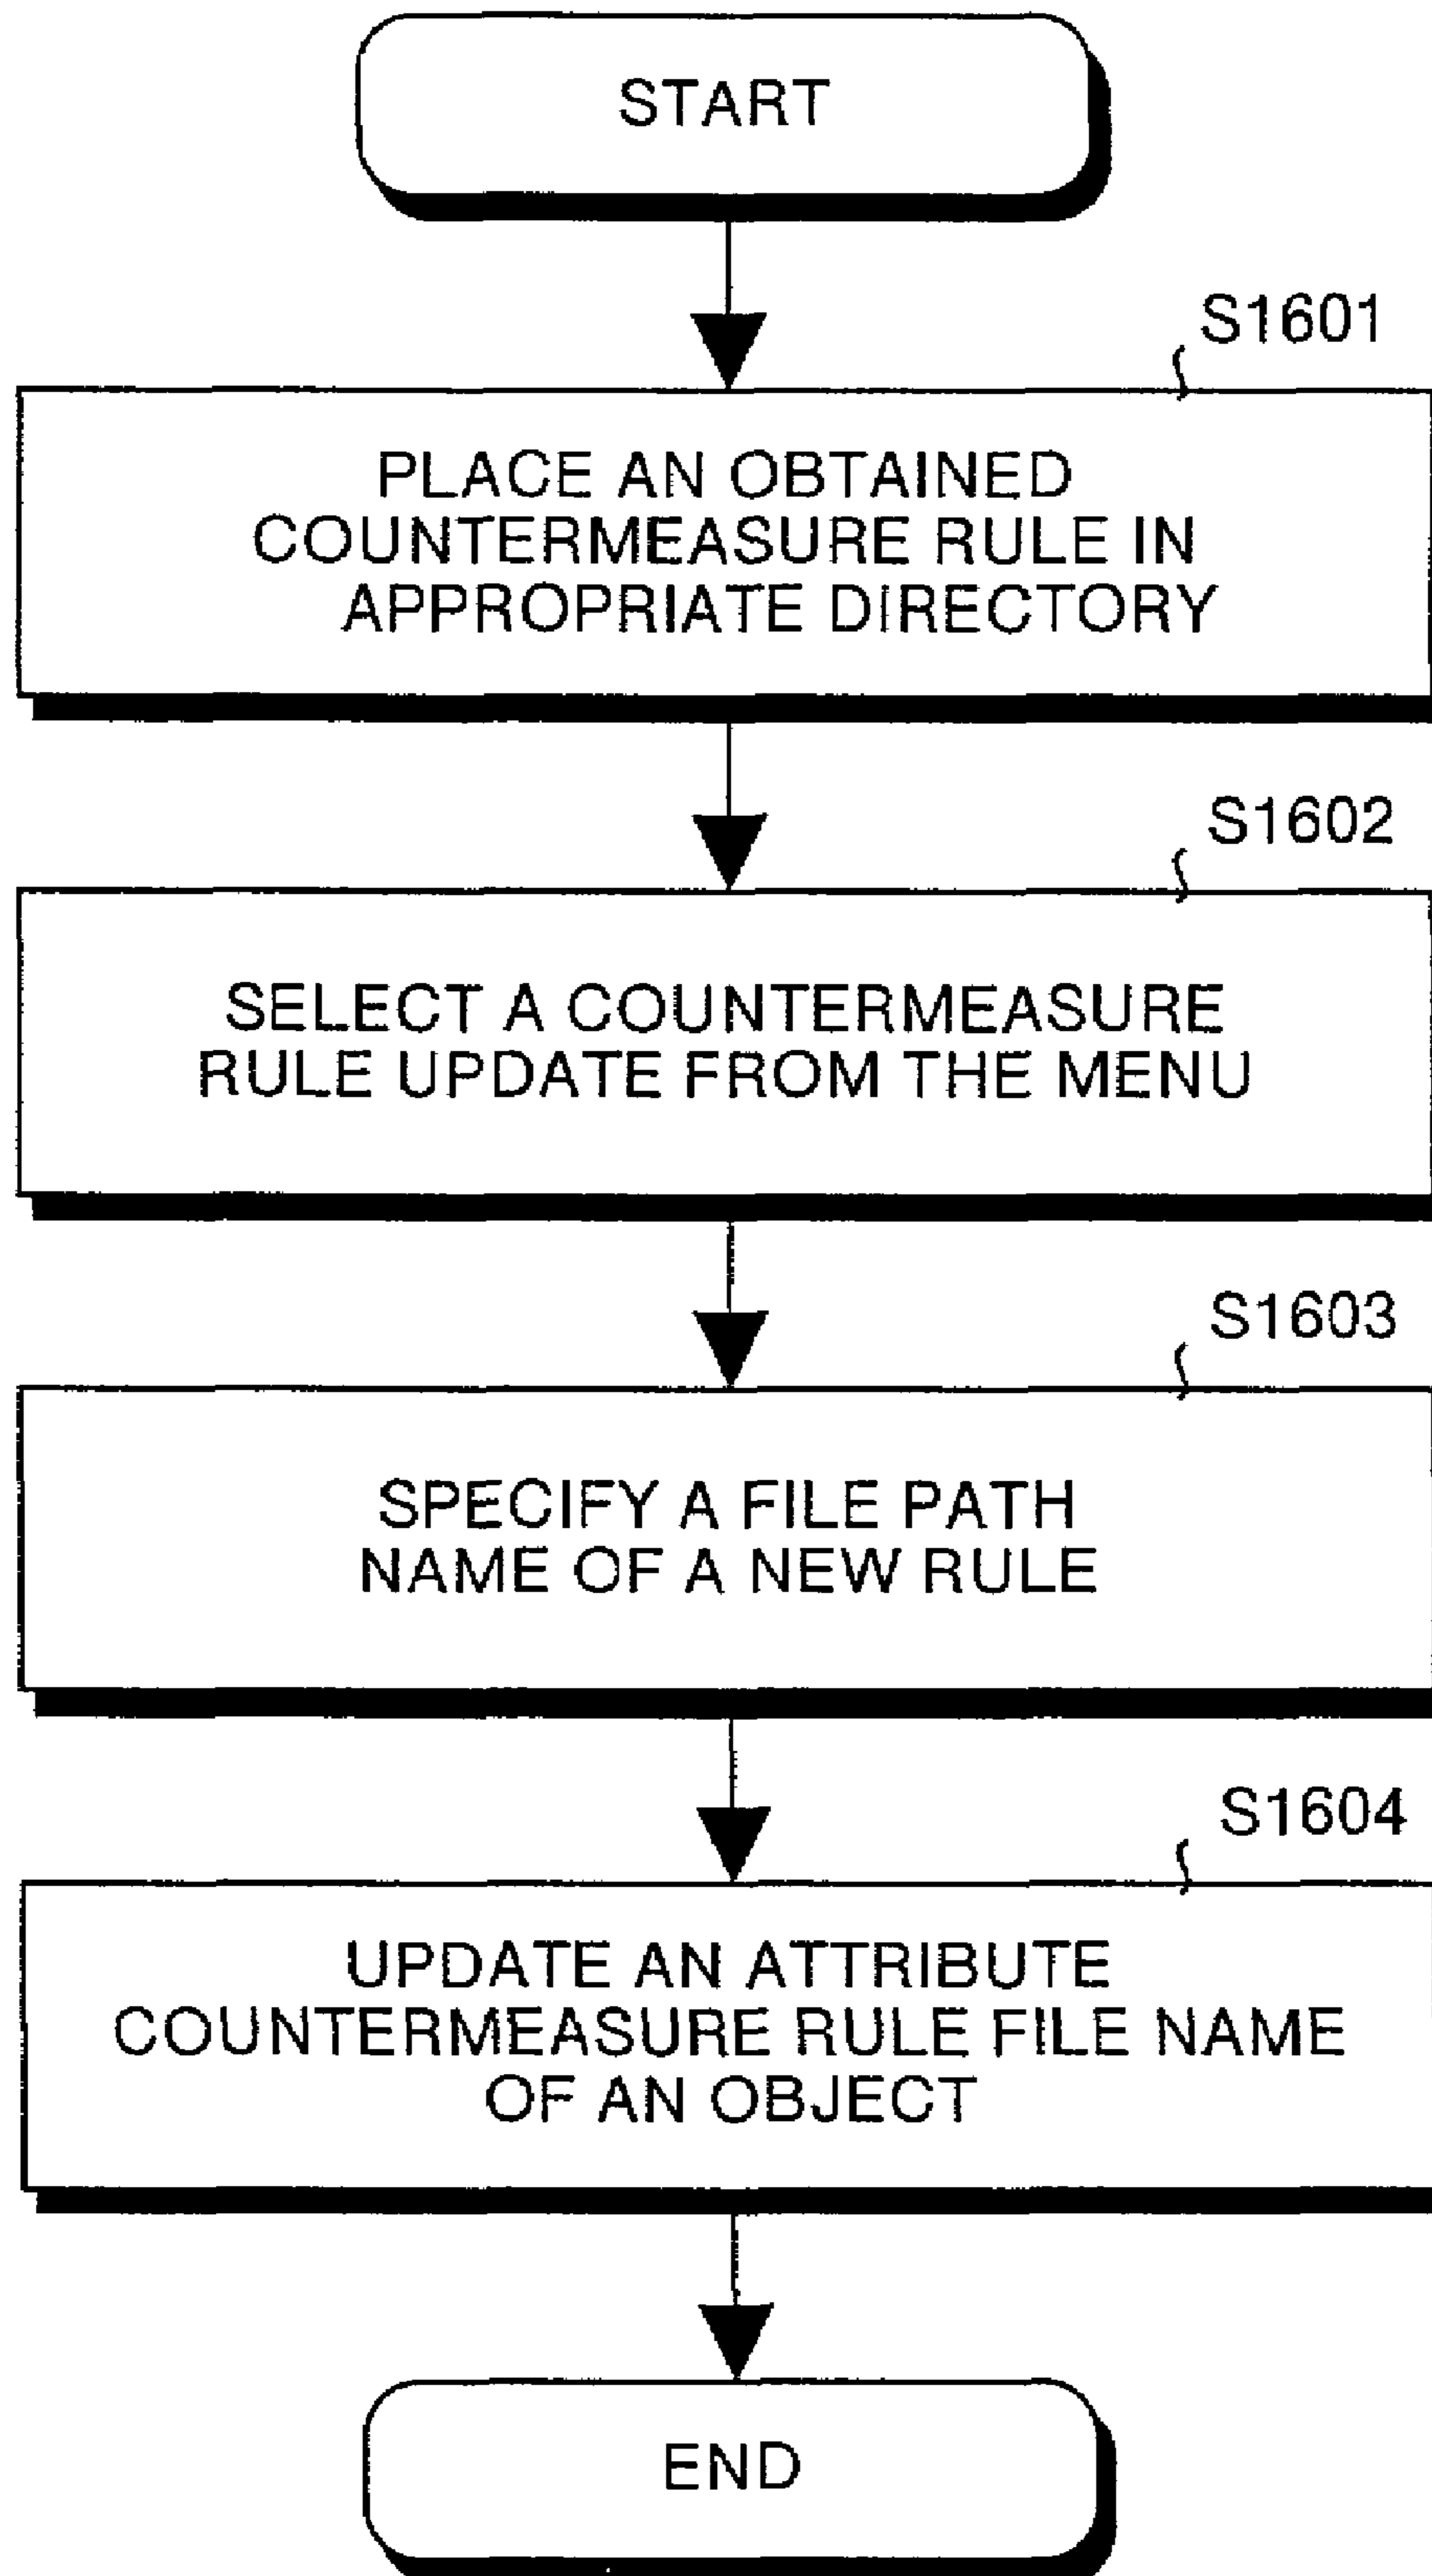 START
S1601
PLACE AN OBTAINED
COUNTERMEASURE RULE IN
APPROPRIATE DIRECTORY
S1602
SELECT A COUNTERMEASURE
RULE UPDATE FROM THE MENU
S1603
SPECIFY A FILE PATH
NAME OF A NEW RULE
S1604
UPDATE AN ATTRIBUTE
COUNTERMEASURE RULE FILE NAME
OF AN OBJECT
END